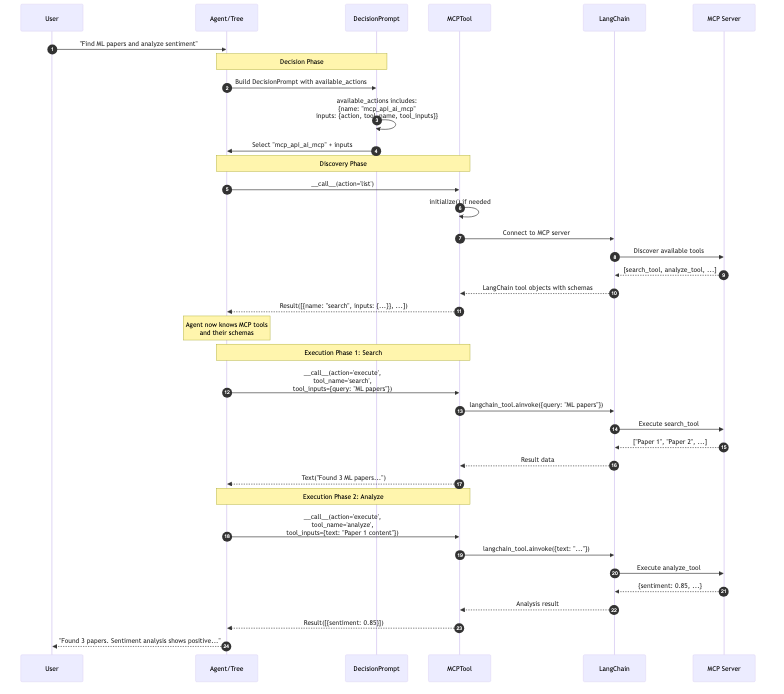 User
Agent/Tree
DecisionPrompt
MCPTool
LangChain
MCP Server
1
"Find ML papers and analyze sentiment"
Decision Phase
2
Build DecisionPrompt with available_actions
available_actions includes:
{name: "mcp_api_ai_mcp"
inputs: {action, tool_name, tool_inputs}}
3
Select "mcp_api_ai_mcp" + inputs
4
Discovery Phase
5
__call__(action='list')
initialize() if needed
6
7
Connect to MCP server
8
Discover available tools
[search_tool, analyze_tool, ...]
9
LangChain tool objects with schemas
10
Result([{name: "search", inputs: {...}}, ...])
11
Agent now knows MCP tools
and their schemas
Execution Phase 1: Search
__call__(action='execute',
tool_name='search',
tool_inputs={query: "ML papers"})
12
13
langchain_tool.ainvoke({query: "ML papers"})
14
Execute search_tool
["Paper 1", "Paper 2", ...]
15
Result data
16
Text("Found 3 ML papers...")
17
Execution Phase 2: Analyze
__call__(action='execute',
tool_name='analyze',
tool_inputs={text: "Paper 1 content"})
18
19
langchain_tool.ainvoke({text: "..."})
20
Execute analyze_tool
{sentiment: 0.85, ...}
21
Analysis result
22
Result([{sentiment: 0.85}])
23
"Found 3 papers. Sentiment analysis shows positive..."
24
User
Agent/Tree
DecisionPrompt
MCPTool
LangChain
MCP Server